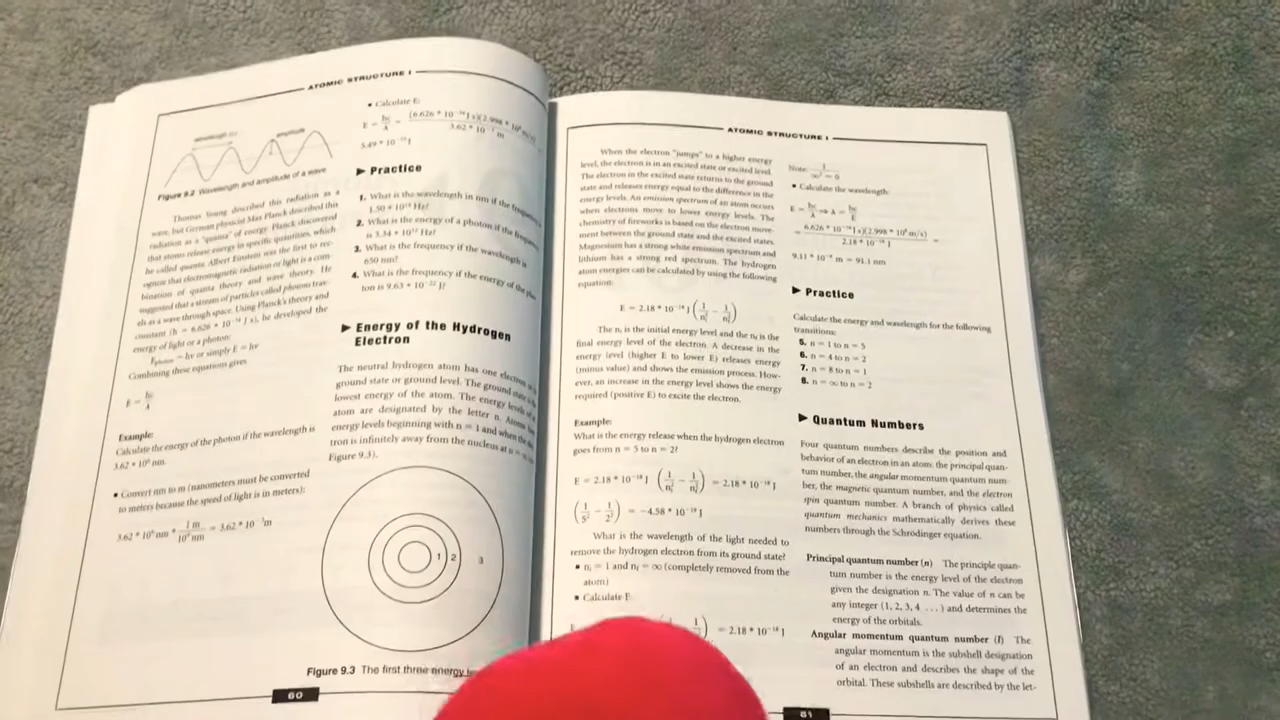 ATOMIC STRUCTURE I
wavelength (λ)
amplitude
Figure 9.2 Wavelength and amplitude of a wave
Thomas Young described this radiation as a
wave, but German physicist Max Planck described this
radiation as a "quanta" of energy. Planck discovered
that atoms release energy in specific quantities, which
he called quanta. Albert Einstein was the first to rec-
ognize that electromagnetic radiation or light is a com-
bination of quanta theory and wave theory. He
suggested that a stream of particles called photons trav-
els as a wave through space. Using Planck's theory and
constant (h = 6.626 * 10⁻³⁴ J s), he developed the
energy of light or a photon:
E photon = hν or simply E = hν
Combining these equations gives
E = hc/λ
Example:
Calculate the energy of the photon if the wavelength is
3.62 * 10² nm.
▪ Convert nm to m (nanometers must be converted
to meters because the speed of light is in meters):
1 m
10⁹ nm
▪ Calculate E:
E = hc/λ = (6.626 * 10⁻³⁴ J s)(2.998 * 10⁸ m/s)
3.62 * 10⁻⁷ m
5.49 * 10⁻¹⁹ J
► Practice
1. What is the wavelength in nm if the
1.50 * 10 Hz?
2. What is the energy of a photon if the
is 3.34 * 10 Hz?
3. What is the frequency if the wavelength is
650 nm?
4. What is the frequency if the energy of the
ton is 9.63 * 10 J?
► Energy of the Hydrogen
Electron
The neutral hydrogen atom has one
ground state or ground level. The ground state
lowest energy of the atom. The energy levels
atom are designated by the letter n.
energy levels beginning with n = 1 and when the
tron is infinitely away from the nucleus at n =
Figure 9.3).
1 2 3
Figure 9.3 The first three energy
60
ATOMIC STRUCTURE I
When the electron "jumps" to a higher energy
level, the electron is in an excited state or excited level.
The electron in the excited state returns to the ground
state and releases energy equal to the difference in the
energy levels. An emission spectrum of an atom occurs
when electrons move to lower energy levels. The
chemistry of fireworks is based on the electron move-
ment between the ground state and the excited states.
Magnesium has a strong white emission spectrum and
lithium has a strong red spectrum. The hydrogen
atom energies can be calculated by using the following
equation:
E = 2.18 * 10⁻¹⁸ J (1/nᵢ² − 1/n_f²)
The nᵢ is the initial energy level and the n_f is the
final energy level of the electron. A decrease in the
energy level (higher E to lower E) releases energy
(minus value) and shows the emission process. How-
ever, an increase in the energy level shows the energy
required (positive E) to excite the electron.
Example:
What is the energy release when the hydrogen electron
goes from n = 5 to n = 2?
E = 2.18 * 10⁻¹⁸ J (1/nᵢ² − 1/n_f²) = 2.18 * 10⁻¹⁸ J
(1/5² − 1/2²) = −4.58 * 10⁻¹⁹ J
What is the wavelength of the light needed to
remove the hydrogen electron from its ground state?
▪ nᵢ = 1 and n_f = ∞ (completely removed from the
atom)
▪ Calculate E:
= 2.18 * 10⁻¹⁸ J
Note: 1/∞² = 0
▪ Calculate the wavelength:
E = hc/λ ⇒ λ = hc/E
= 6.626 * 10⁻³⁴ J s)(2.998 * 10⁸ m/s) =
2.18 * 10⁻¹⁸ J
9.11 * 10⁻⁸ m = 91.1 nm
► Practice
Calculate the energy and wavelength for the following
transitions:
5. n = 1 to n = 5
6. n = 4 to n = 2
7. n = 8 to n = 1
8. n = ∞ to n = 2
► Quantum Numbers
Four quantum numbers describe the position and
behavior of an electron in an atom: the principal quan-
tum number, the angular momentum quantum num-
ber, the magnetic quantum number, and the electron
spin quantum number. A branch of physics called
quantum mechanics mathematically derives these
numbers through the Schrodinger equation.
Principal quantum number (n) The principle quan-
tum number is the energy level of the electron
given the designation n. The value of n can be
any integer (1, 2, 3, 4 ...) and determines the
energy of the orbitals.
Angular momentum quantum number (l) The
angular momentum is the subshell designation
of an electron and describes the shape of the
orbital. These subshells are described by the let-
61